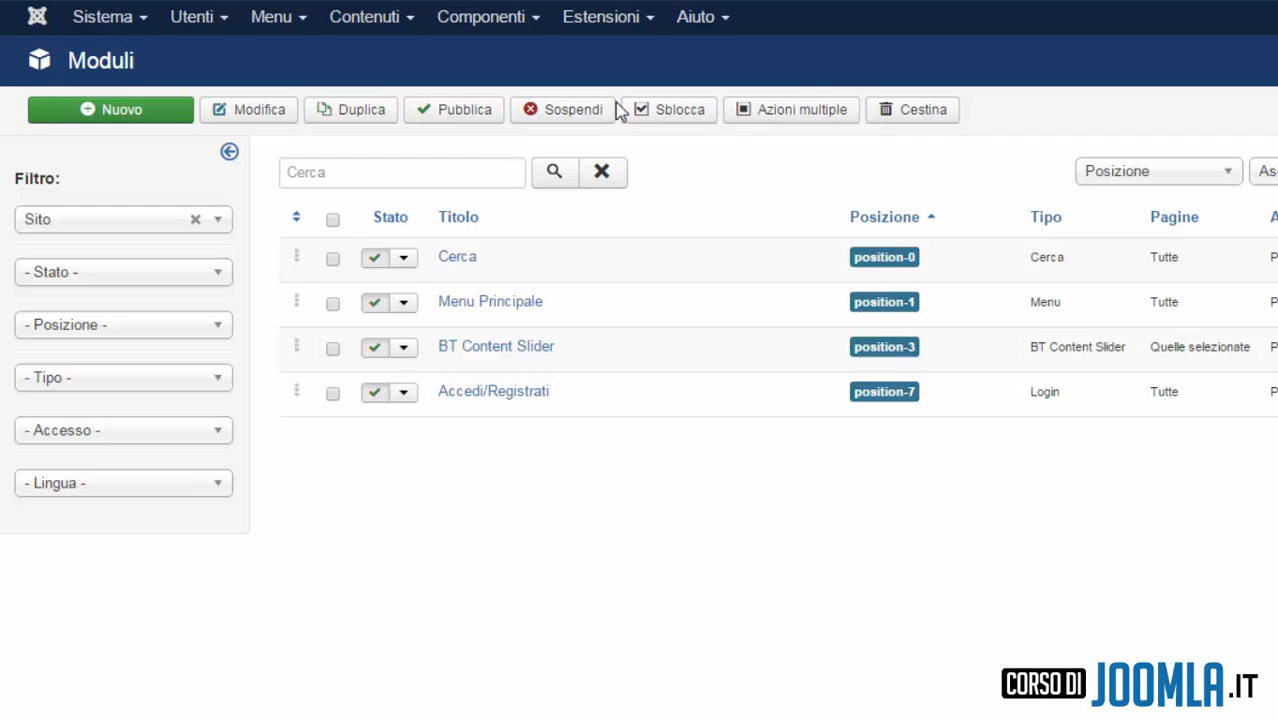 Sistema Utenti Menu Contenuti Componenti Estensioni Aiuto
Moduli
Nuovo Modifica Duplica Pubblica Sospendi Sblocca Azioni multiple Cestina
Filtro:
Sito
- Stato -
- Posizione -
- Tipo -
- Accesso -
- Lingua -
Cerca
Posizione As
Stato Titolo Posizione Tipo Pagine A
Cerca position-0 Cerca Tutte P
Menu Principale position-1 Menu Tutte P
BT Content Slider position-3 BT Content Slider Quelle selezionate P
Accedi/Registrati position-7 Login Tutte P
CORSO DI JOOMLA.IT